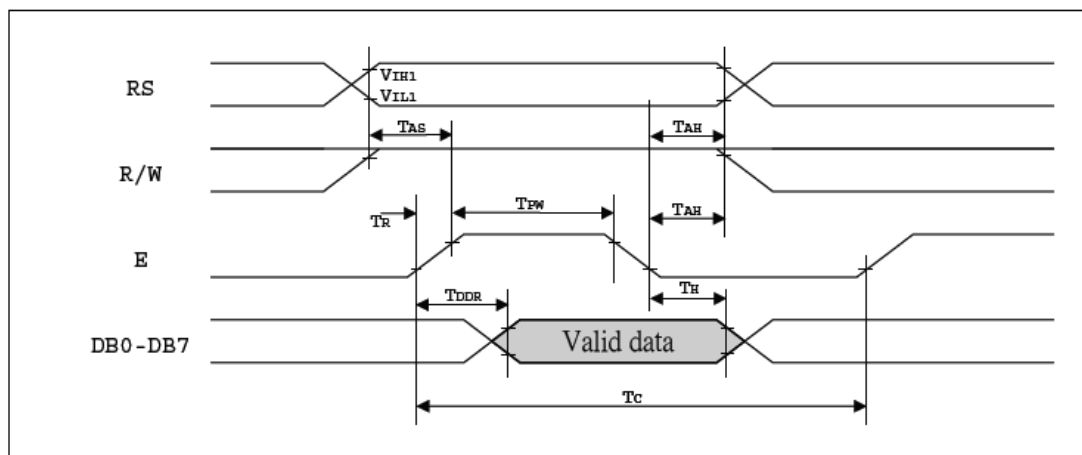 RS
VIH1
VIL1
TAS
TAH
R/W
TR
TPW
TAH
E
TDDR
TH
DB0-DB7
Valid data
TC